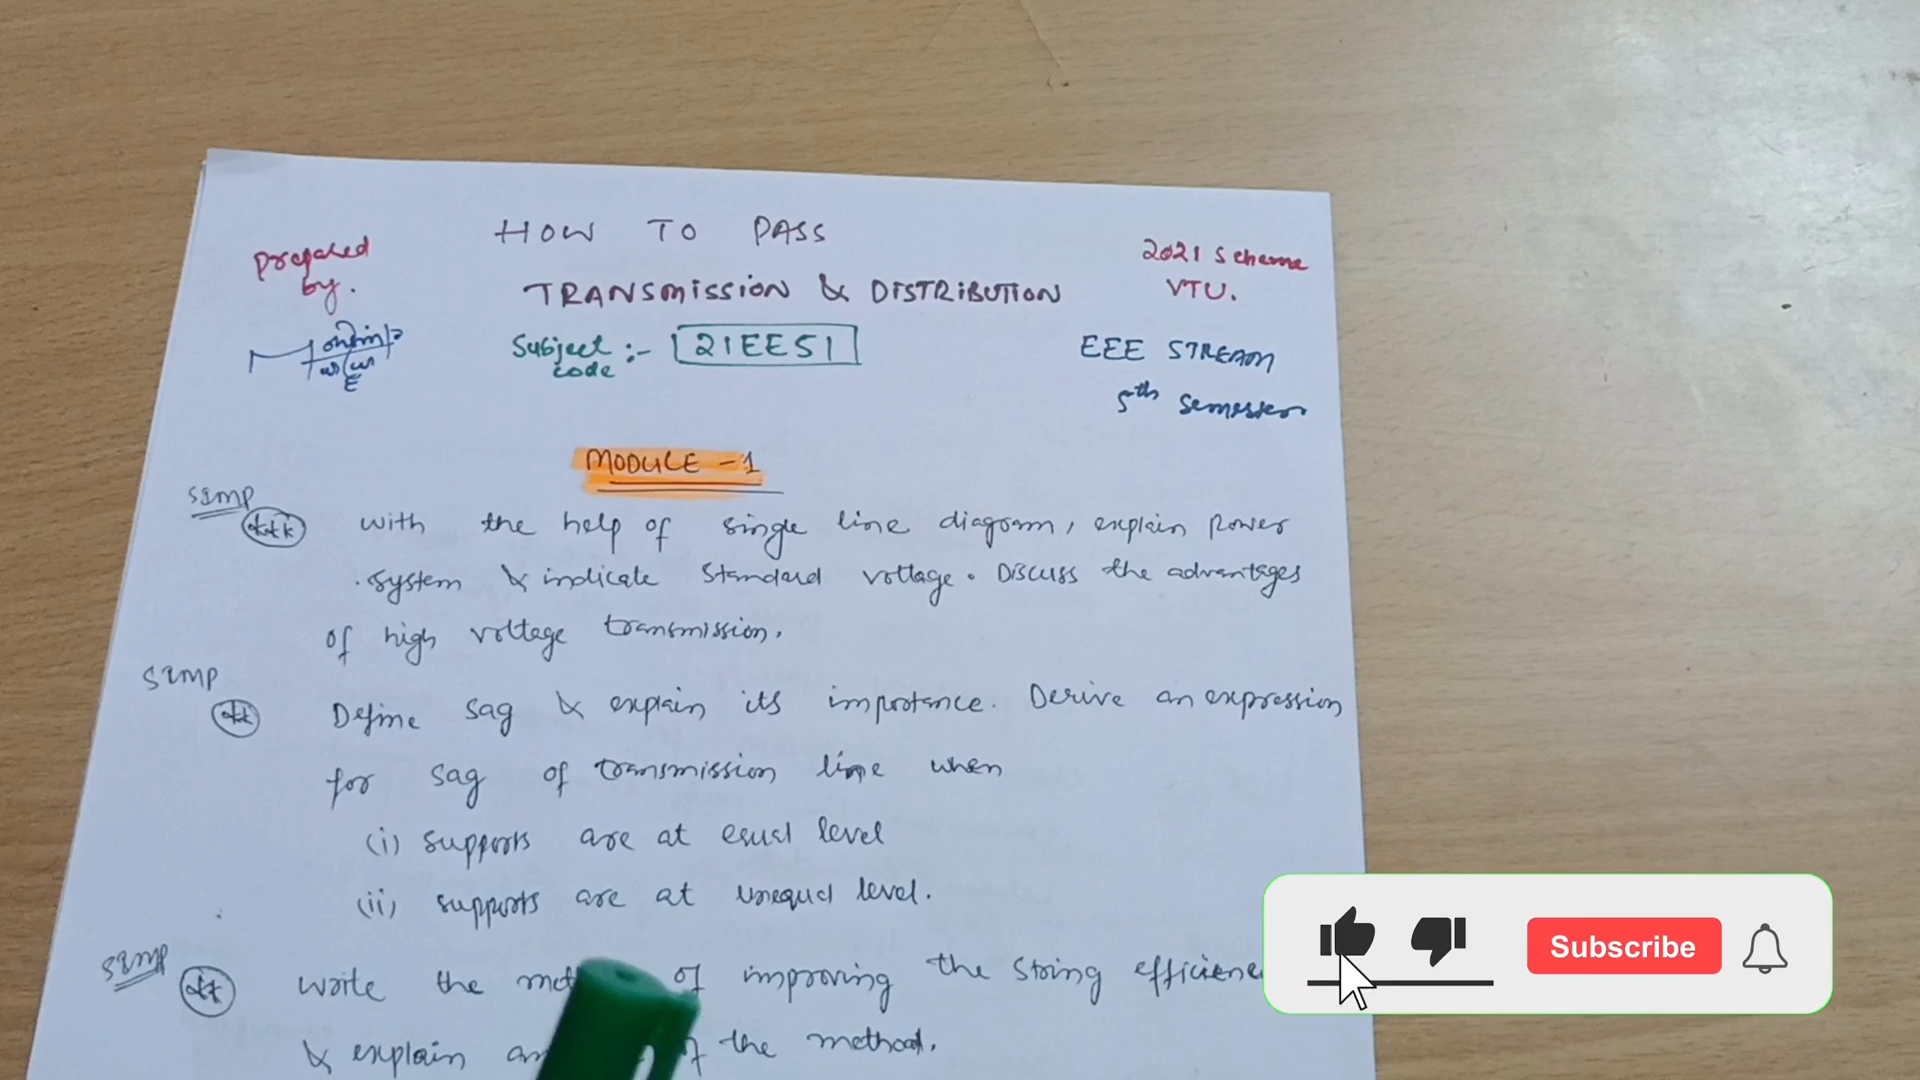 HOW TO PASS
prepared by.
TRANSMISSION & DISTRIBUTION
2021 Scheme
VTU.
Subject code :- 21EE51
EEE STREAM
5th Semester
MODULE - 1
SIMP
With the help of single line diagram, explain power
system & indicate standard voltage. Discuss the advantages
of high voltage transmission.
SIMP
Define sag & explain its importance. Derive an expression
for sag of transmission line when
(i) supports are at equal level
(ii) supports are at unequal level.
SIMP
Write the of improving the string
& explain the method.
Subscribe